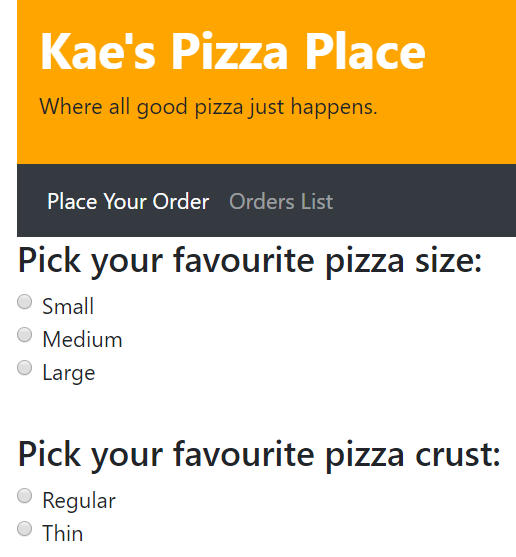 Kae's Pizza Place
Where all good pizza just happens.
Place Your Order Orders List
Pick your favourite pizza size:
Small
Medium
Large
Pick your favourite pizza crust:
Regular
Thin